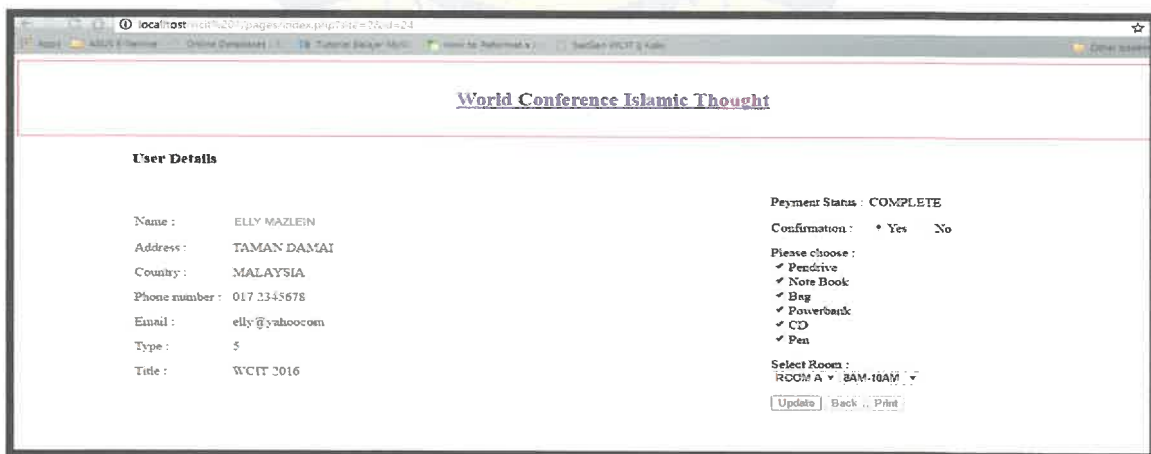 localhost
World Conference Islamic Thought
User Details
Name : ELLY MAZLEIN
Address : TAMAN DAMAI
Country : MALAYSIA
Phone number : 017 2345678
Email : elly@yahoocom
Type : 5
Title : WCIT 2016
Payment Status : COMPLETE
Confirmation : Yes No
Please choose :
Pendrive
Note Book
Bag
Powerbank
CD
Pen
Select Room :
ROOM A 8AM-10AM
Update Back Print